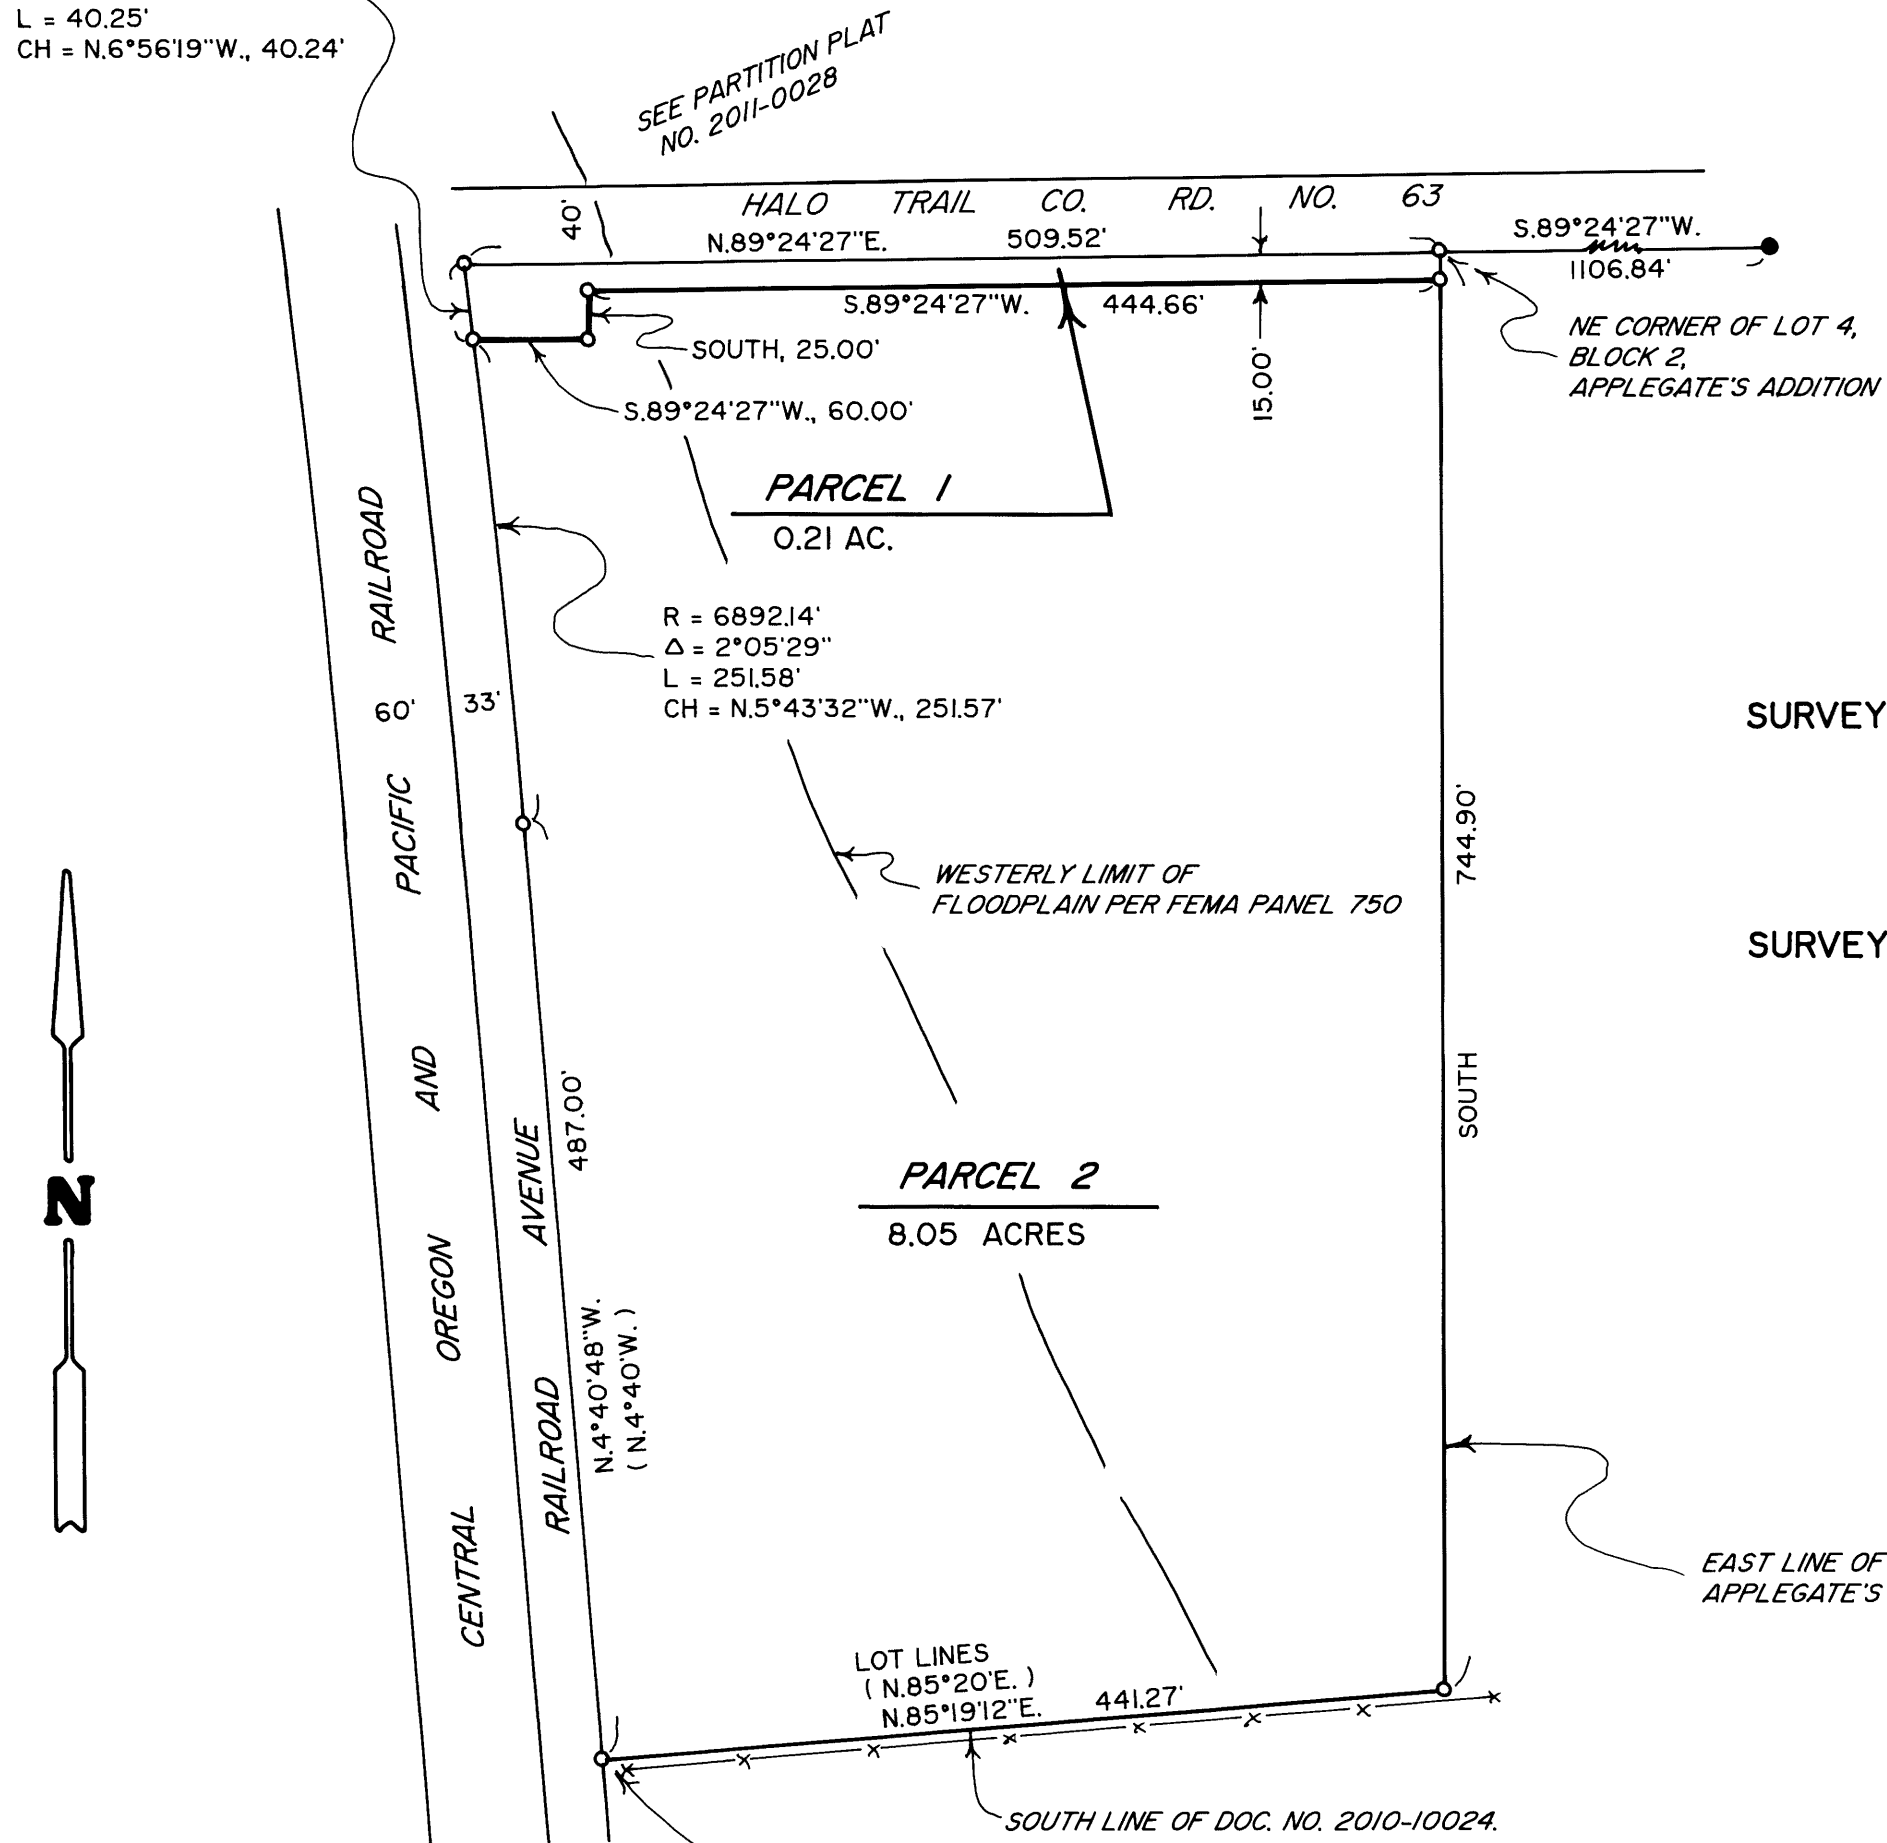 L = 40.25'
CH = N.6°56'19"W., 40.24'
SEE PARTITION PLAT
NO. 2011-0028
HALO TRAIL CO. RD. NO. 63
40'
N.89°24'27"E. 509.52'
S.89°24'27"W.
1106.84'
S.89°24'27"W. 444.66'
15.00'
NE CORNER OF LOT 4,
BLOCK 2,
APPLEGATE'S ADDITION
SOUTH, 25.00'
S.89°24'27"W., 60.00'
PARCEL 1
0.21 AC.
R = 6892.14'
Δ = 2°05'29"
L = 251.58'
CH = N.5°43'32"W., 251.57'
60'
33'
SURVEY
SURVEY
WESTERLY LIMIT OF
FLOODPLAIN PER FEMA PANEL 750
744.90'
SOUTH
N
CENTRAL OREGON AND PACIFIC RAILROAD
RAILROAD AVENUE
487.00'
N.4°40'48"W.
(N.4°40'W.)
PARCEL 2
8.05 ACRES
EAST LINE OF
APPLEGATE'S
LOT LINES
( N.85°20'E. )
N.85°19'12"E. 441.27'
SOUTH LINE OF DOC. NO. 2010-10024.